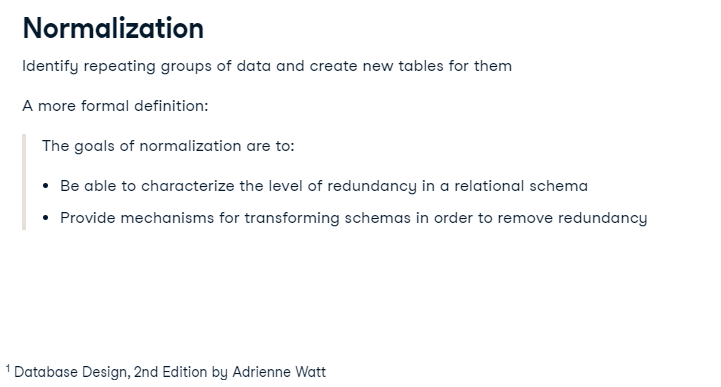 Normalization
Identify repeating groups of data and create new tables for them
A more formal definition:
The goals of normalization are to:
• Be able to characterize the level of redundancy in a relational schema
• Provide mechanisms for transforming schemas in order to remove redundancy
¹ Database Design, 2nd Edition by Adrienne Watt